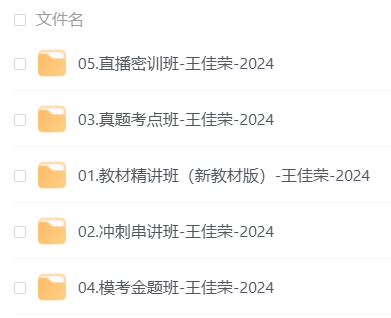 文件名
05.直播密训班-王佳荣-2024
03.真题考点班-王佳荣-2024
01.教材精讲班（新教材版）-王佳荣-2024
02.冲刺串讲班-王佳荣-2024
04.模考金题班-王佳荣-2024